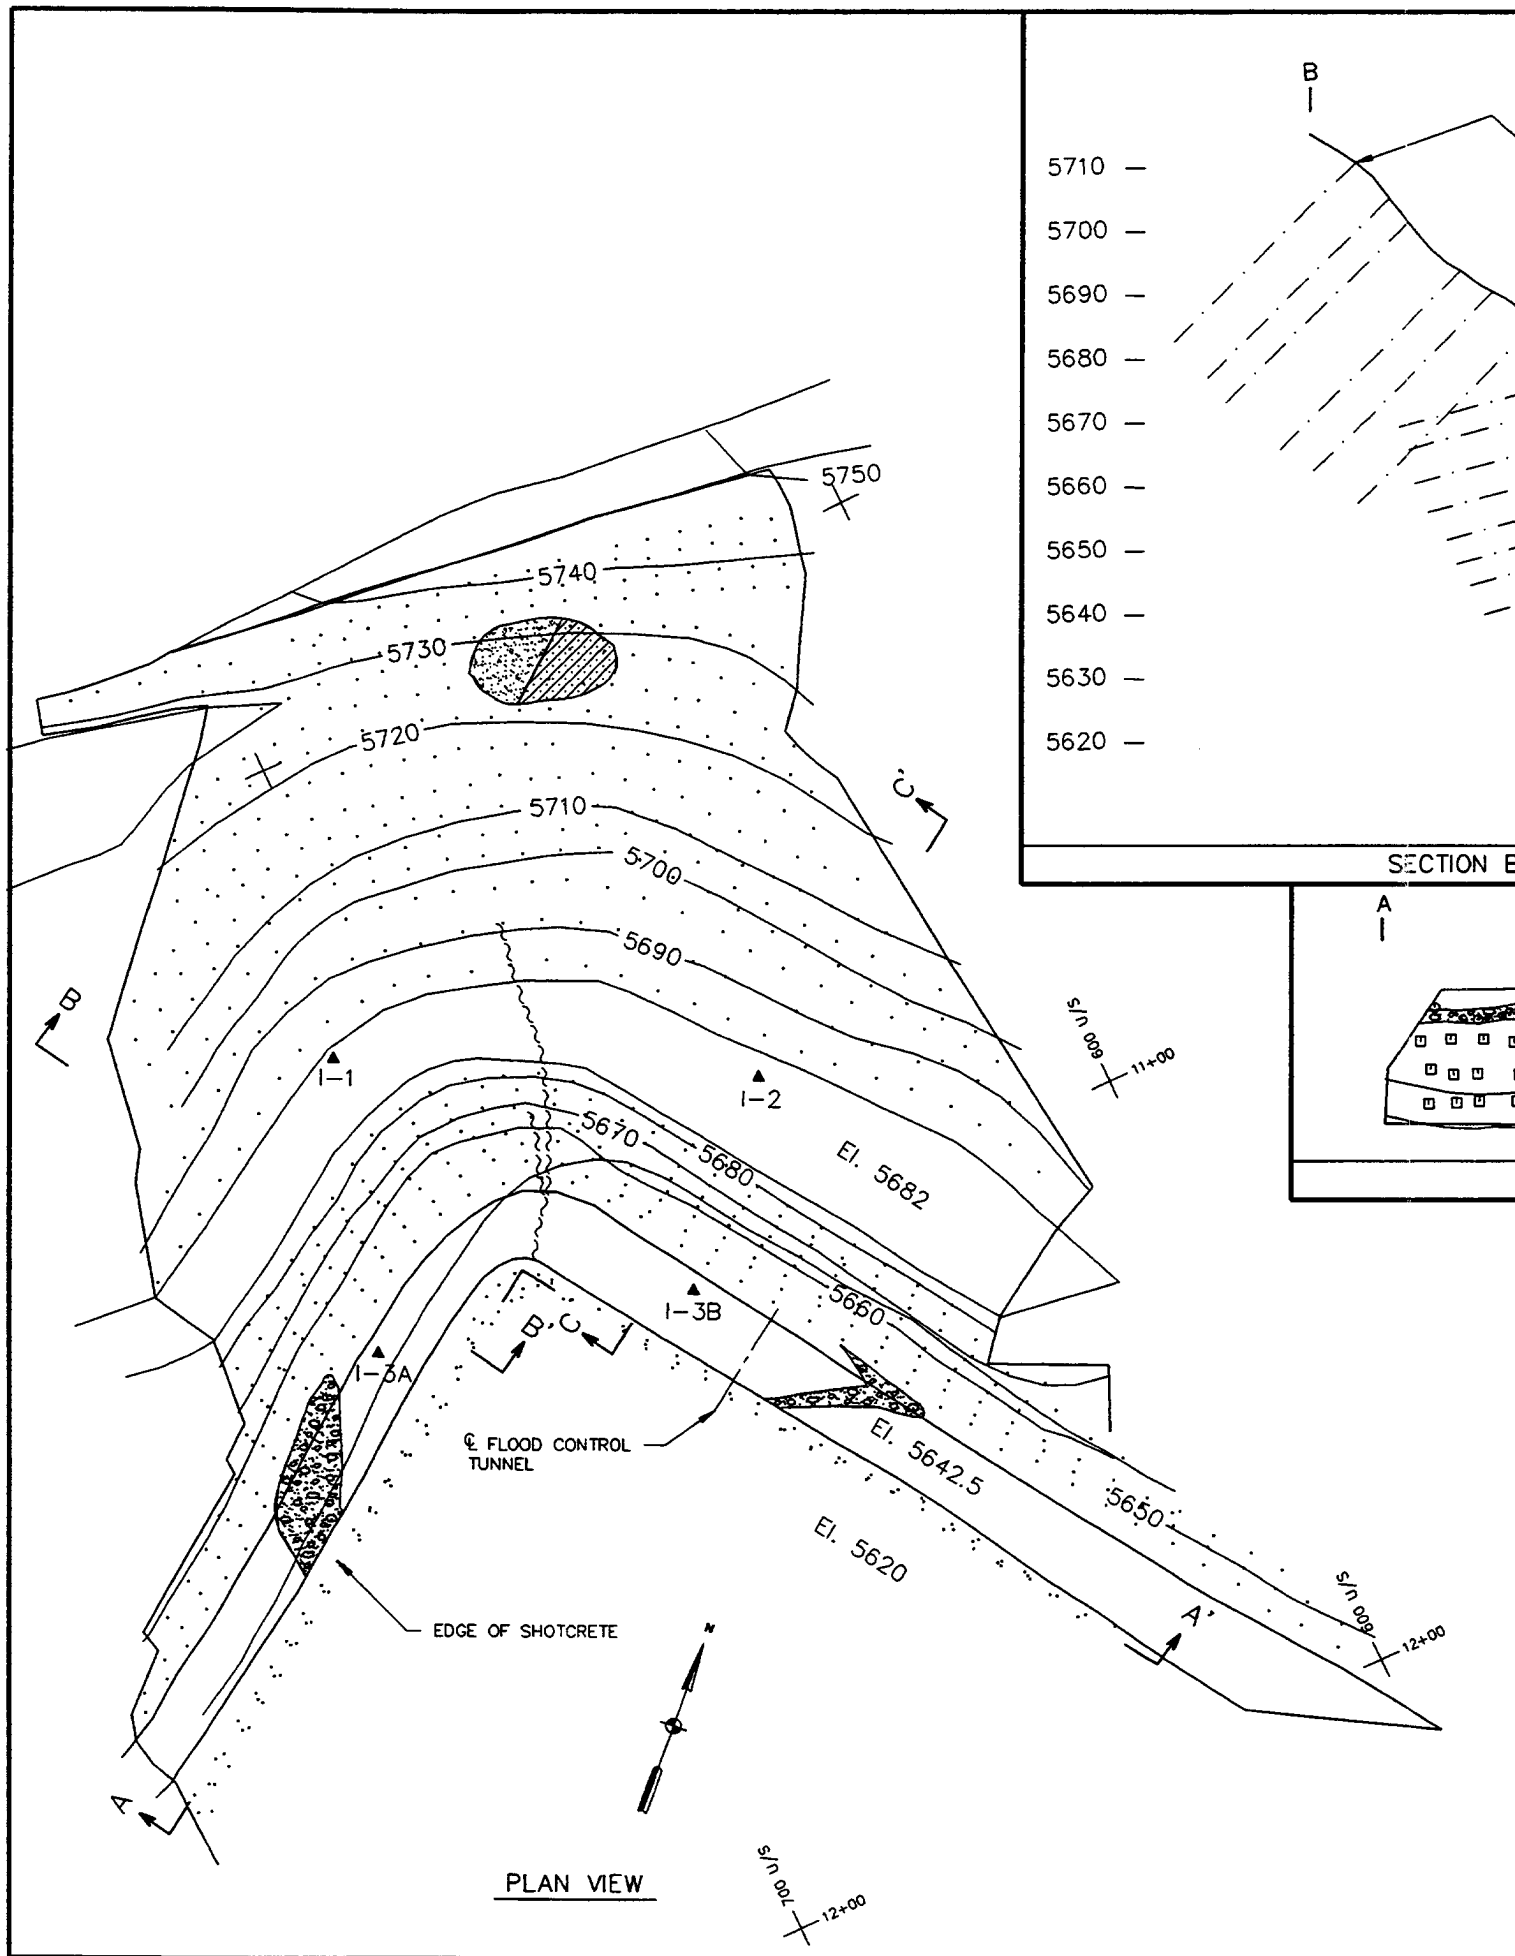 B
5710
5700
5690
5680
5670
5660
5650
5640
5630
5620
SECTION B
A
5750
5740
5730
5720
5710
5700
5690
C'
B
I-1
I-2
600 u/s
11+00
5670
5680
El. 5682
5660
I-3B
B'
C
I-3A
℄ FLOOD CONTROL
TUNNEL
El. 5642.5
5650
El. 5620
600 u/s
12+00
A'
EDGE OF SHOTCRETE
N
A
PLAN VIEW
700 u/s
12+00